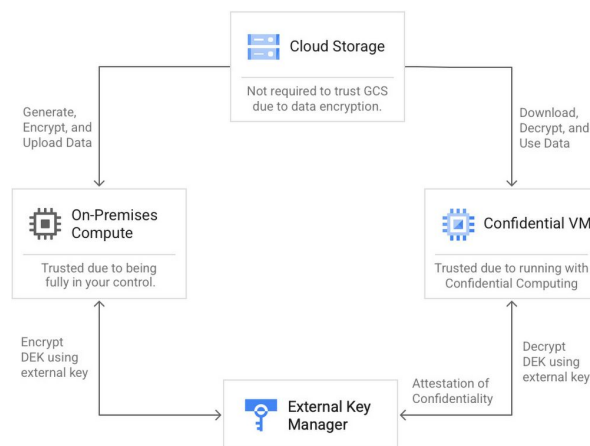 Cloud Storage
Not required to trust GCS
due to data encryption.
Generate,
Encrypt, and
Upload Data
Download,
Decrypt, and
Use Data
On-Premises
Compute
Trusted due to being
fully in your control.
Confidential VM
Trusted due to running with
Confidential Computing
Encrypt
DEK using
external key
Decrypt
DEK using
external key
Attestation of
Confidentiality
External Key
Manager